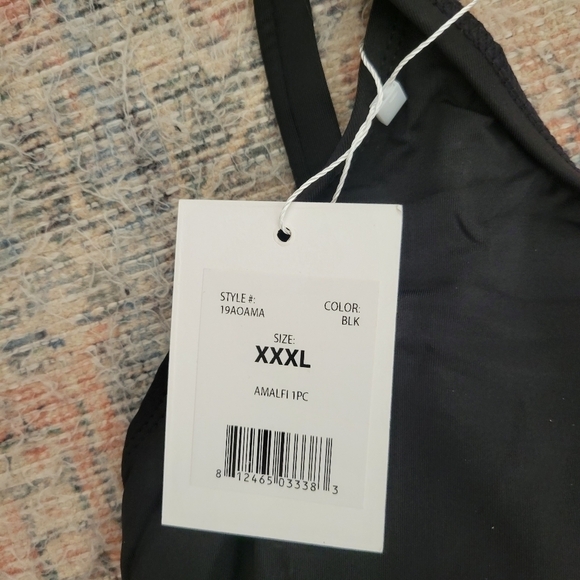 STYLE #:
19AOAMA
COLOR:
BLK
SIZE:
XXXL
AMALFI 1PC
8 12465 03338 3